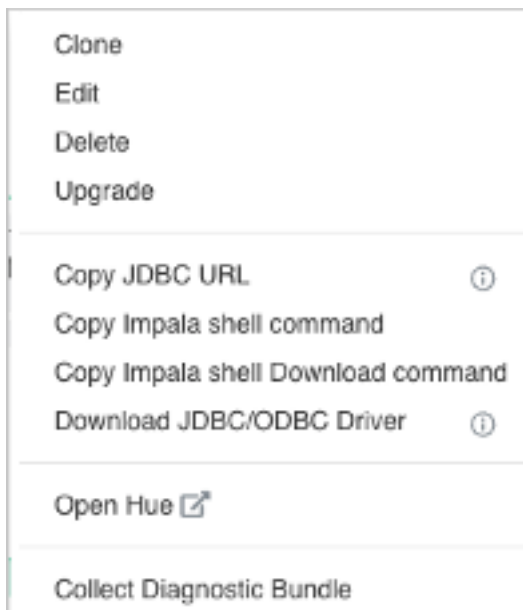 Clone
Edit
Delete
Upgrade
Copy JDBC URL
Copy Impala shell command
Copy Impala shell Download command
Download JDBC/ODBC Driver
Open Hue
Collect Diagnostic Bundle